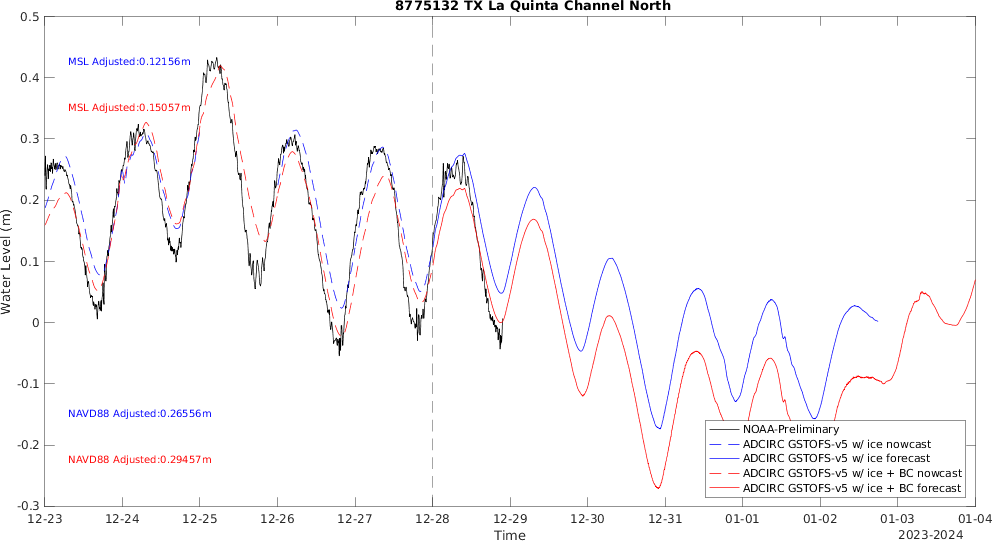 8775132 TX La Quinta Channel North
0.5
MSL Adjusted:0.12156m
0.4
MSL Adjusted:0.15057m
0.3
0.2
0.1
0
-0.1
-0.2
-0.3
Water Level (m)
NAVD88 Adjusted:0.26556m
NAVD88 Adjusted:0.29457m
NOAA-Preliminary
ADCIRC GSTOFS-v5 w/ ice nowcast
ADCIRC GSTOFS-v5 w/ ice forecast
ADCIRC GSTOFS-v5 w/ ice + BC nowcast
ADCIRC GSTOFS-v5 w/ ice + BC forecast
12-23 12-24 12-25 12-26 12-27 12-28 12-29 12-30 12-31 01-01 01-02 01-03 01-04
Time
2023-2024